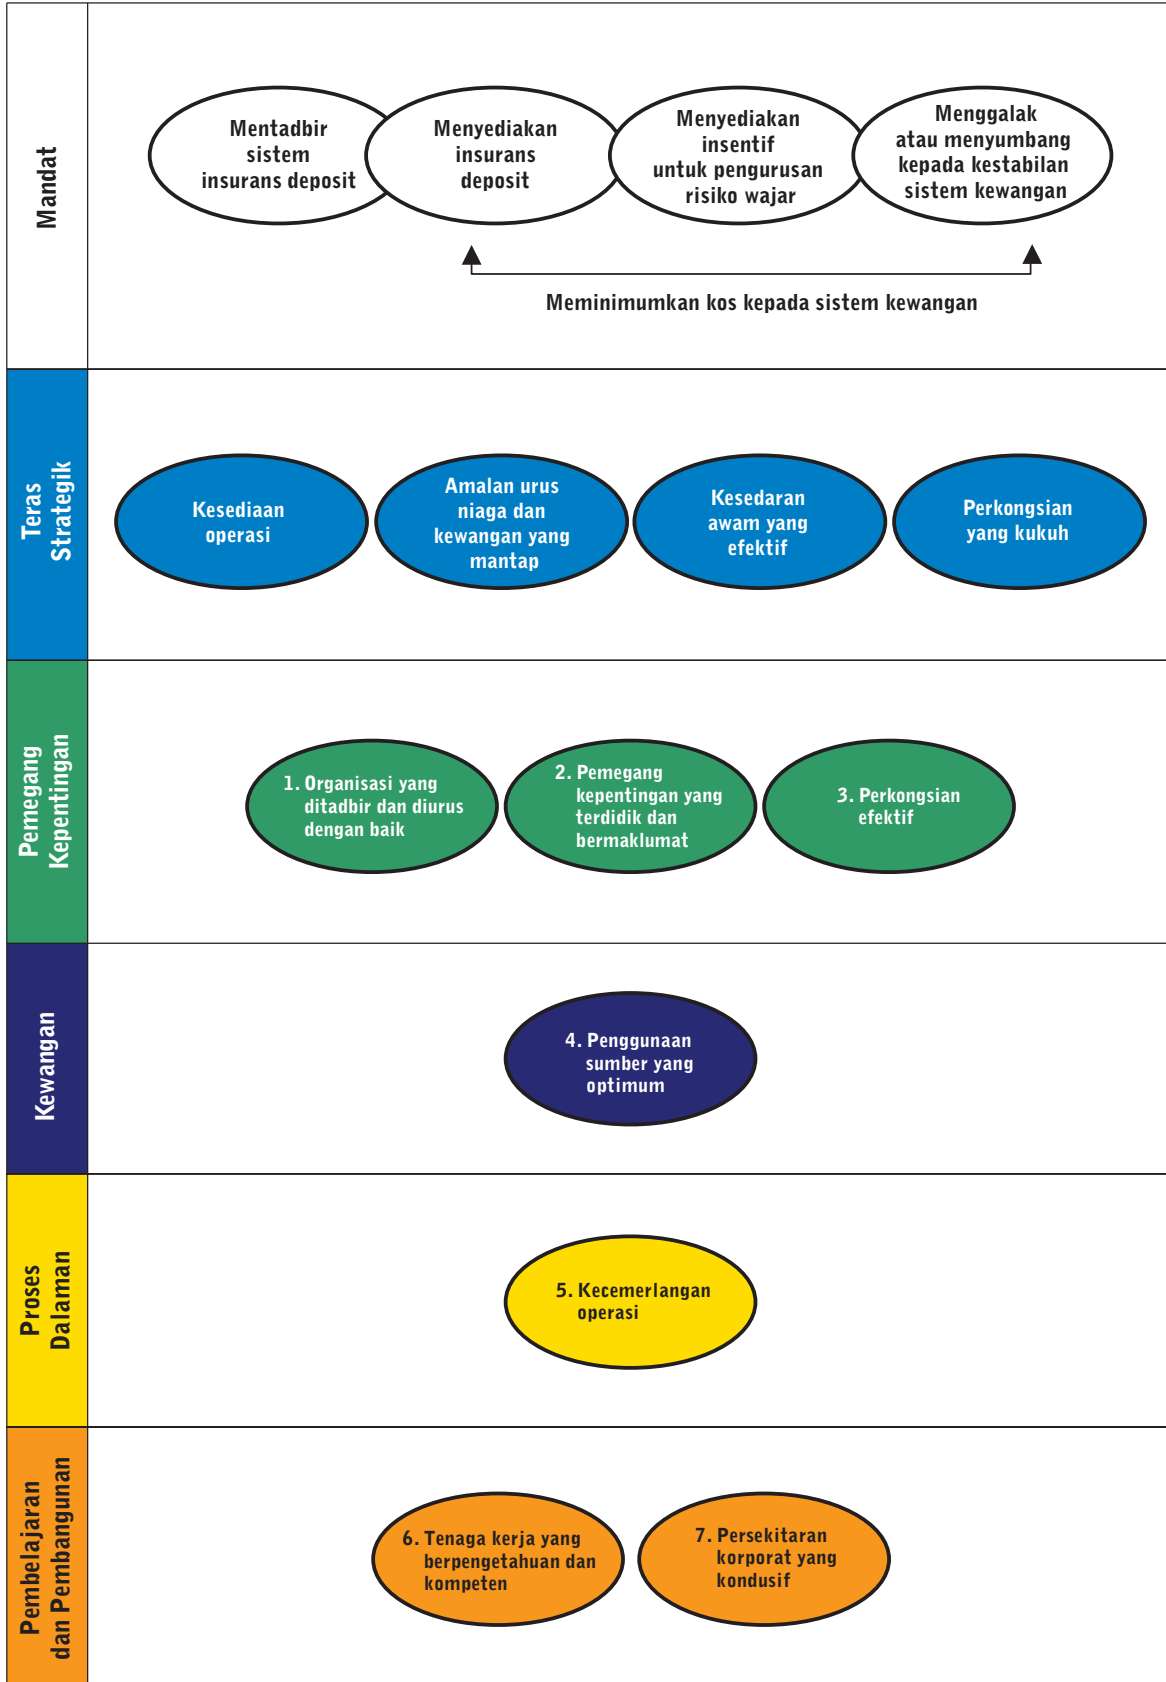 Mandat
Mentadbir
sistem
insurans deposit
Menyediakan
insurans
deposit
Menyediakan
insentif
untuk pengurusan
risiko wajar
Menggalak
atau menyumbang
kepada kestabilan
sistem kewangan
Meminimumkan kos kepada sistem kewangan
Teras
Strategik
Kesediaan
operasi
Amalan urus
niaga dan
kewangan yang
mantap
Kesedaran
awam yang
efektif
Perkongsian
yang kukuh
Pemegang
Kepentingan
1. Organisasi yang
ditadbir dan diurus
dengan baik
2. Pemegang
kepentingan yang
terdidik dan
bermaklumat
3. Perkongsian
efektif
Kewangan
4. Penggunaan
sumber yang
optimum
Proses
Dalaman
5. Kecemerlangan
operasi
Pembelajaran
dan Pembangunan
6. Tenaga kerja yang
berpengetahuan dan
kompeten
7. Persekitaran
korporat yang
kondusif